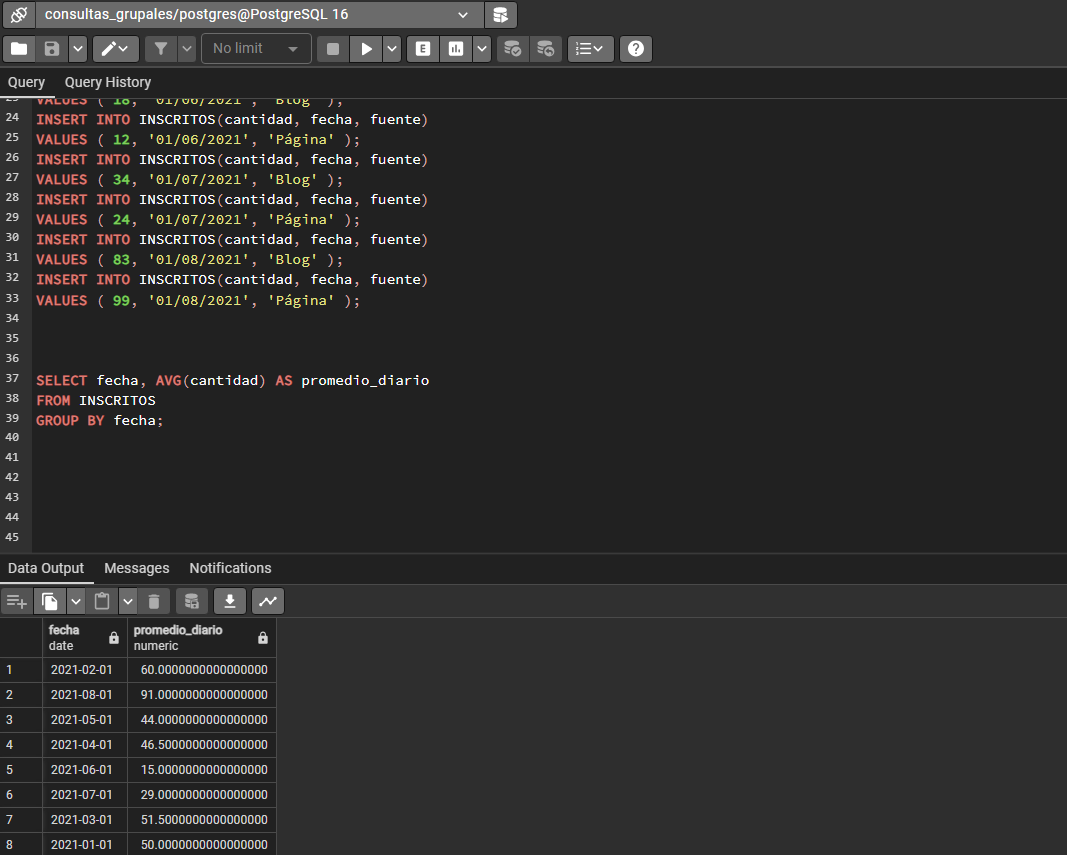 consultas_grupales/postgres@PostgreSQL 16
No limit
E
Query Query History
23 VALUES ( 18, '01/06/2021', 'Blog' );
24 INSERT INTO INSCRITOS(cantidad, fecha, fuente)
25 VALUES ( 12, '01/06/2021', 'Página' );
26 INSERT INTO INSCRITOS(cantidad, fecha, fuente)
27 VALUES ( 34, '01/07/2021', 'Blog' );
28 INSERT INTO INSCRITOS(cantidad, fecha, fuente)
29 VALUES ( 24, '01/07/2021', 'Página' );
30 INSERT INTO INSCRITOS(cantidad, fecha, fuente)
31 VALUES ( 83, '01/08/2021', 'Blog' );
32 INSERT INTO INSCRITOS(cantidad, fecha, fuente)
33 VALUES ( 99, '01/08/2021', 'Página' );
34
35
36
37 SELECT fecha, AVG(cantidad) AS promedio_diario
38 FROM INSCRITOS
39 GROUP BY fecha;
40
41
42
43
44
45
Data Output Messages Notifications
fecha promedio_diario
date numeric
1 2021-02-01 60.0000000000000000
2 2021-08-01 91.0000000000000000
3 2021-05-01 44.0000000000000000
4 2021-04-01 46.5000000000000000
5 2021-06-01 15.0000000000000000
6 2021-07-01 29.0000000000000000
7 2021-03-01 51.5000000000000000
8 2021-01-01 50.0000000000000000